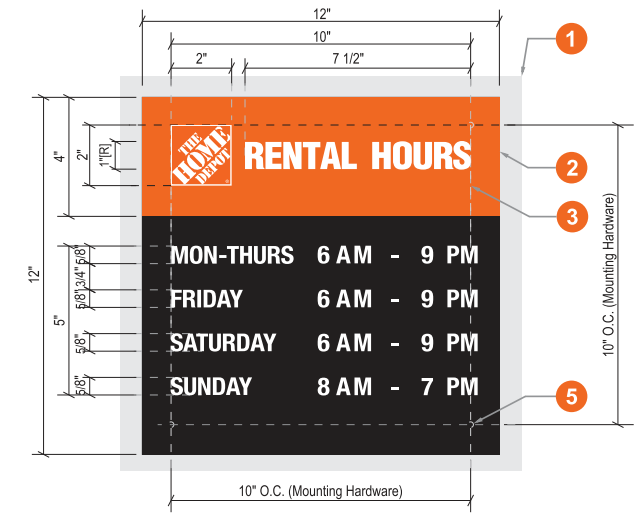 12"
10"
2"
7 1/2"
1
THE
HOME
DEPOT
RENTAL HOURS
4"
2"
1"[R]
2
3
MON-THURS 6 AM - 9 PM
FRIDAY 6 AM - 9 PM
SATURDAY 6 AM - 9 PM
SUNDAY 8 AM - 7 PM
12"
5"
5/8"
3/4"
5/8"
5/8"
5/8"
10" O.C. (Mounting Hardware)
5
10" O.C. (Mounting Hardware)